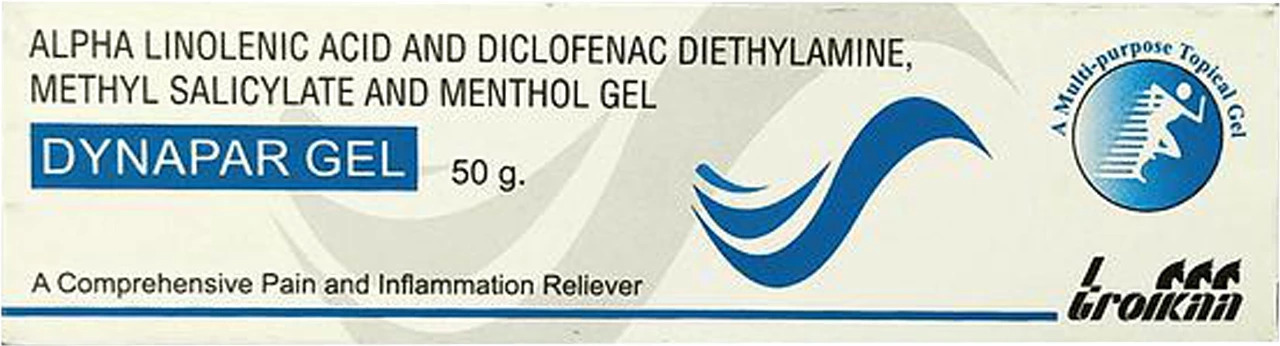 ALPHA LINOLENIC ACID AND DICLOFENAC DIETHYLAMINE,
METHYL SALICYLATE AND MENTHOL GEL
DYNAPAR GEL 50 g.
A Multi-purpose Topical Gel
A Comprehensive Pain and Inflammation Reliever
troikaa